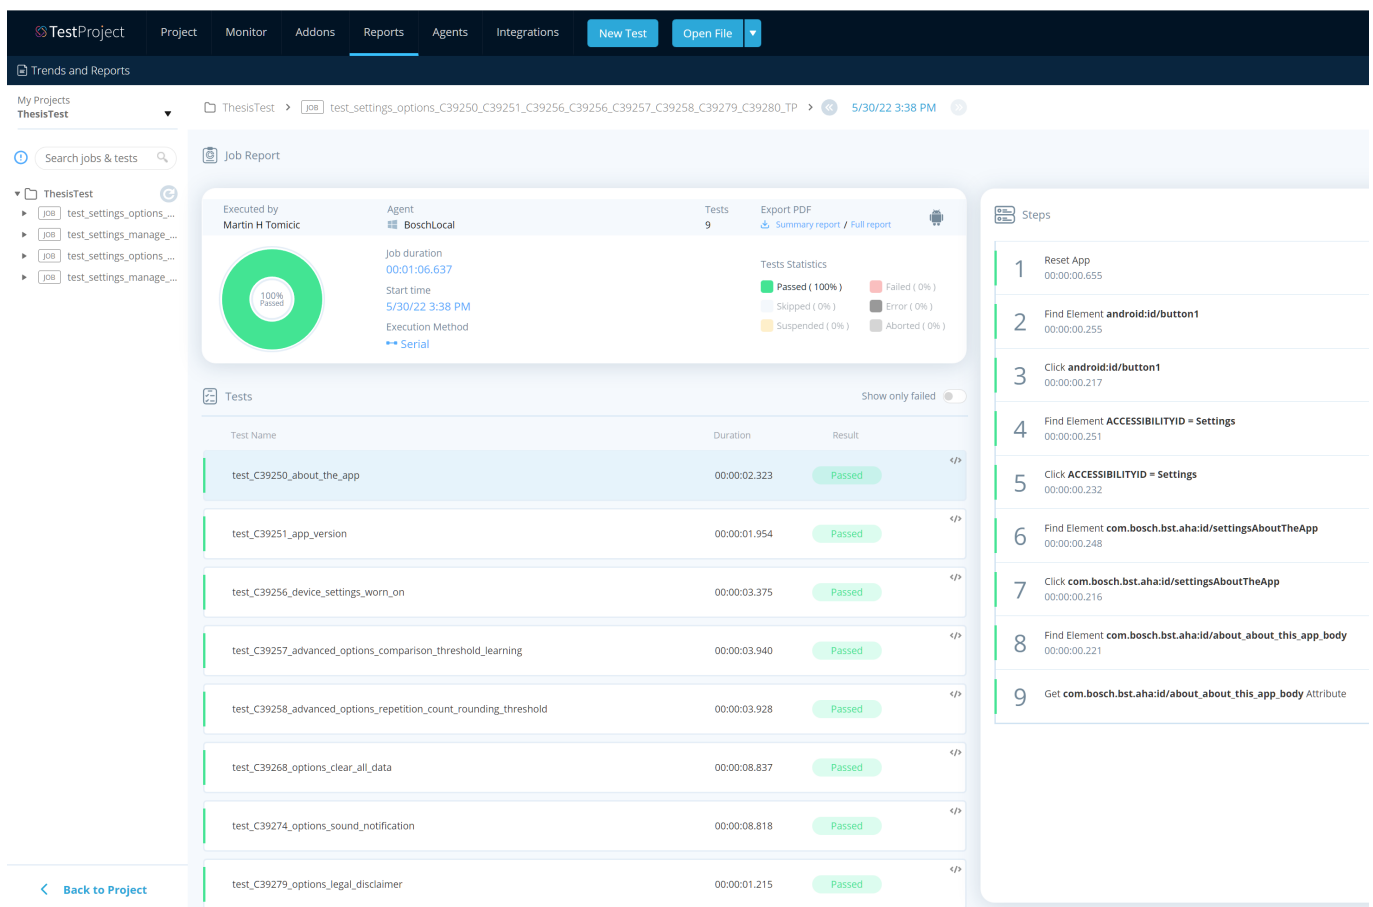 TestProject Project Monitor Addons Reports Agents Integrations New Test Open File
Trends and Reports
My Projects
ThesisTest
ThesisTest JOB test_settings_options_C39250_C39251_C39256_C39256_C39257_C39258_C39279_C39280_TP 5/30/22 3:38 PM
Search jobs & tests
ThesisTest
JOB test_settings_options_...
JOB test_settings_manage_...
JOB test_settings_options_...
JOB test_settings_manage_...
Back to Project
Job Report
Executed by
Martin H Tomicic
Agent
BoschLocal
Tests
9
Export PDF
Summary report / Full report
100%
Passed
Job duration
00:01:06.637
Start time
5/30/22 3:38 PM
Execution Method
Serial
Tests Statistics
Passed ( 100% ) Failed ( 0% )
Skipped ( 0% ) Error ( 0% )
Suspended ( 0% ) Aborted ( 0% )
Tests Show only failed
Test Name Duration Result
test_C39250_about_the_app 00:00:02.323 Passed </>
test_C39251_app_version 00:00:01.954 Passed </>
test_C39256_device_settings_worn_on 00:00:03.375 Passed </>
test_C39257_advanced_options_comparison_threshold_learning 00:00:03.940 Passed </>
test_C39258_advanced_options_repetition_count_rounding_threshold 00:00:03.928 Passed </>
test_C39268_options_clear_all_data 00:00:08.837 Passed </>
test_C39274_options_sound_notification 00:00:08.818 Passed </>
test_C39279_options_legal_disclaimer 00:00:01.215 Passed </>
Steps
1 Reset App
00:00:00.655
2 Find Element android:id/button1
00:00:00.255
3 Click android:id/button1
00:00:00.217
4 Find Element ACCESSIBILITYID = Settings
00:00:00.251
5 Click ACCESSIBILITYID = Settings
00:00:00.232
6 Find Element com.bosch.bst.aha:id/settingsAboutTheApp
00:00:00.248
7 Click com.bosch.bst.aha:id/settingsAboutTheApp
00:00:00.216
8 Find Element com.bosch.bst.aha:id/about_about_this_app_body
00:00:00.221
9 Get com.bosch.bst.aha:id/about_about_this_app_body Attribute